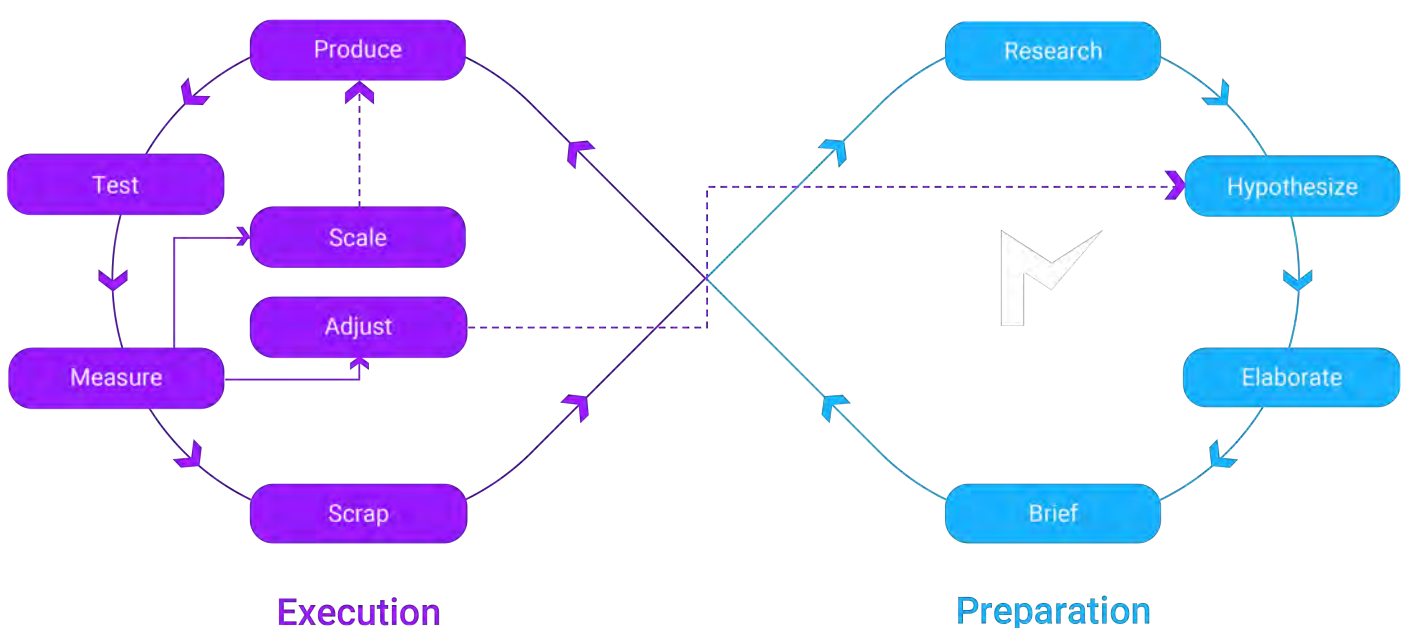 Produce
Research
Test
Hypothesize
Scale
Adjust
Measure
Elaborate
Scrap
Brief
Execution
Preparation